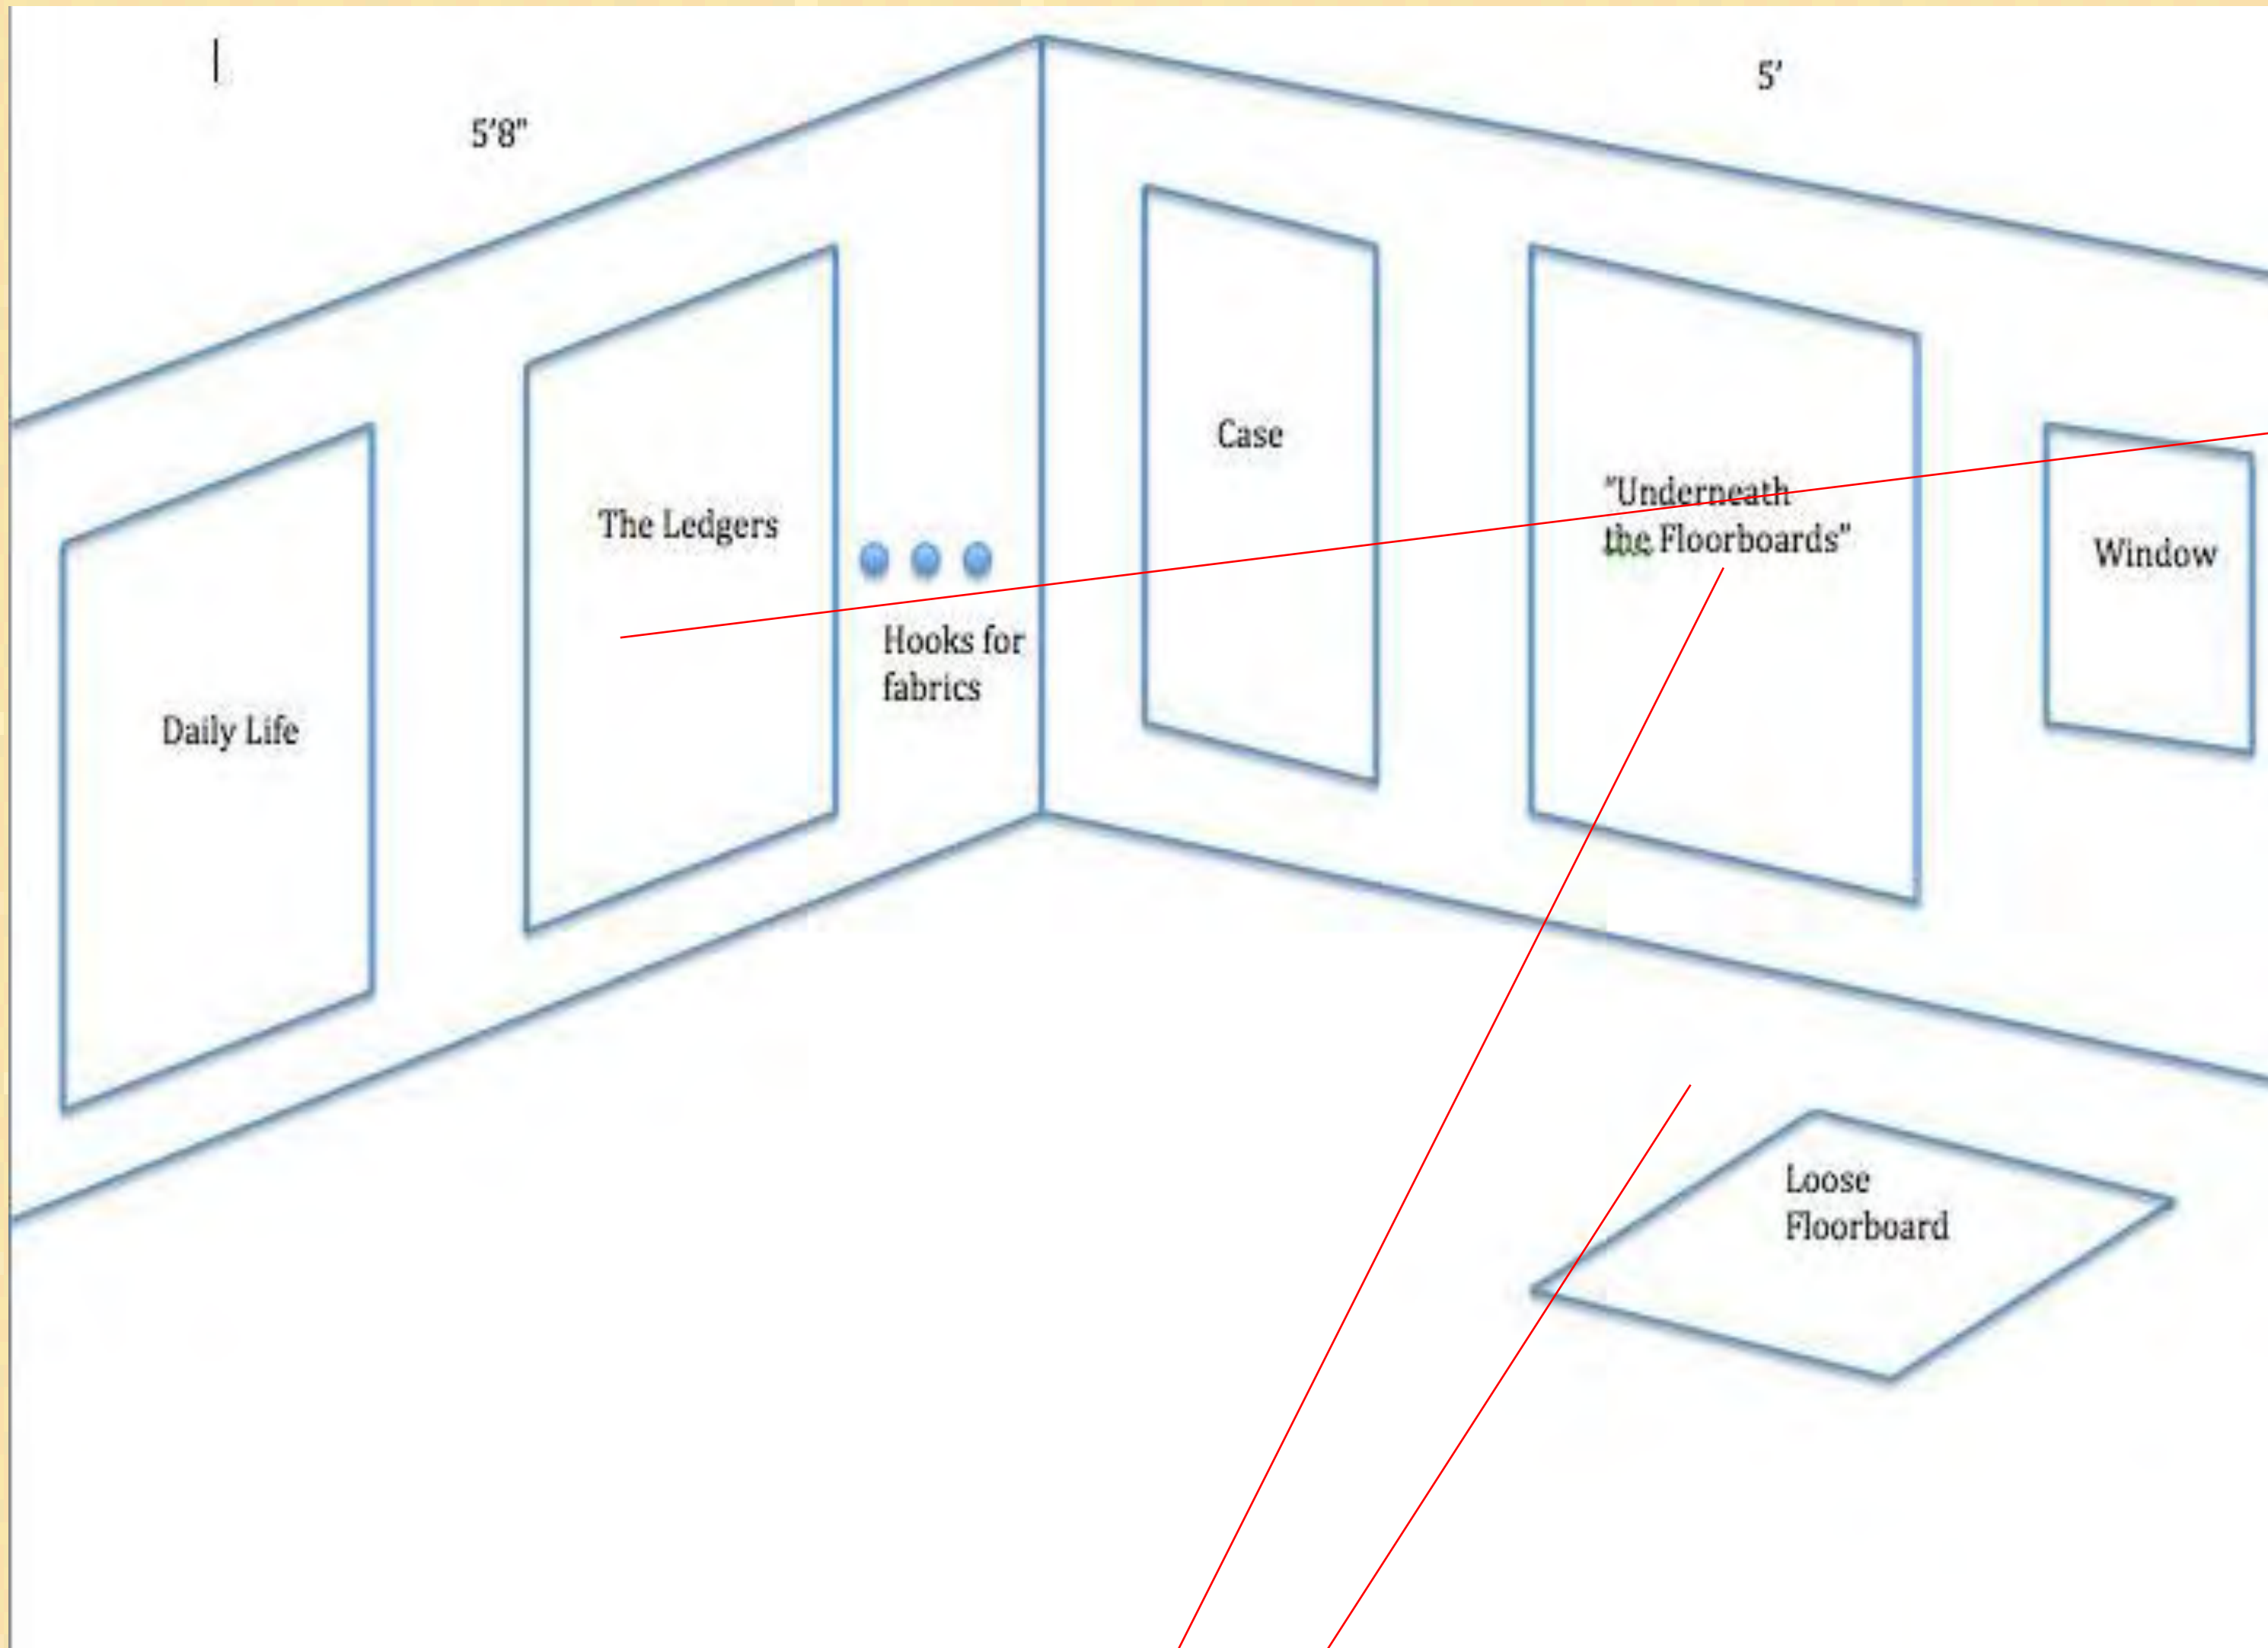 5'8"
5'
Case
"Underneath
the Floorboards"
The Ledgers
Window
Hooks for
fabrics
Daily Life
Loose
Floorboard